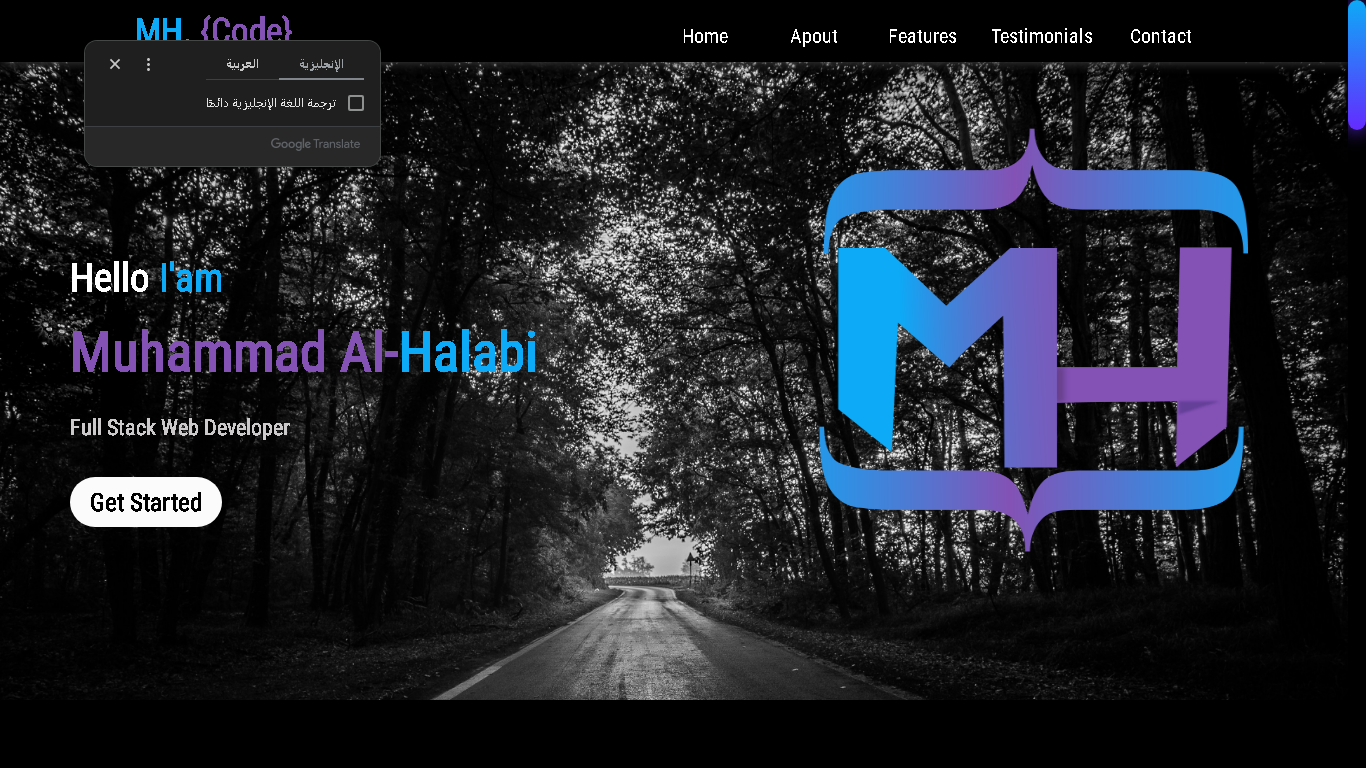 MH. {Code}
Home
Apout
Features
Testimonials
Contact
الإنجليزية
العربية
ترجمة اللغة الإنجليزية دائمًا
Google Translate
Hello I'am
Muhammad Al-Halabi
Full Stack Web Developer
Get Started
MH